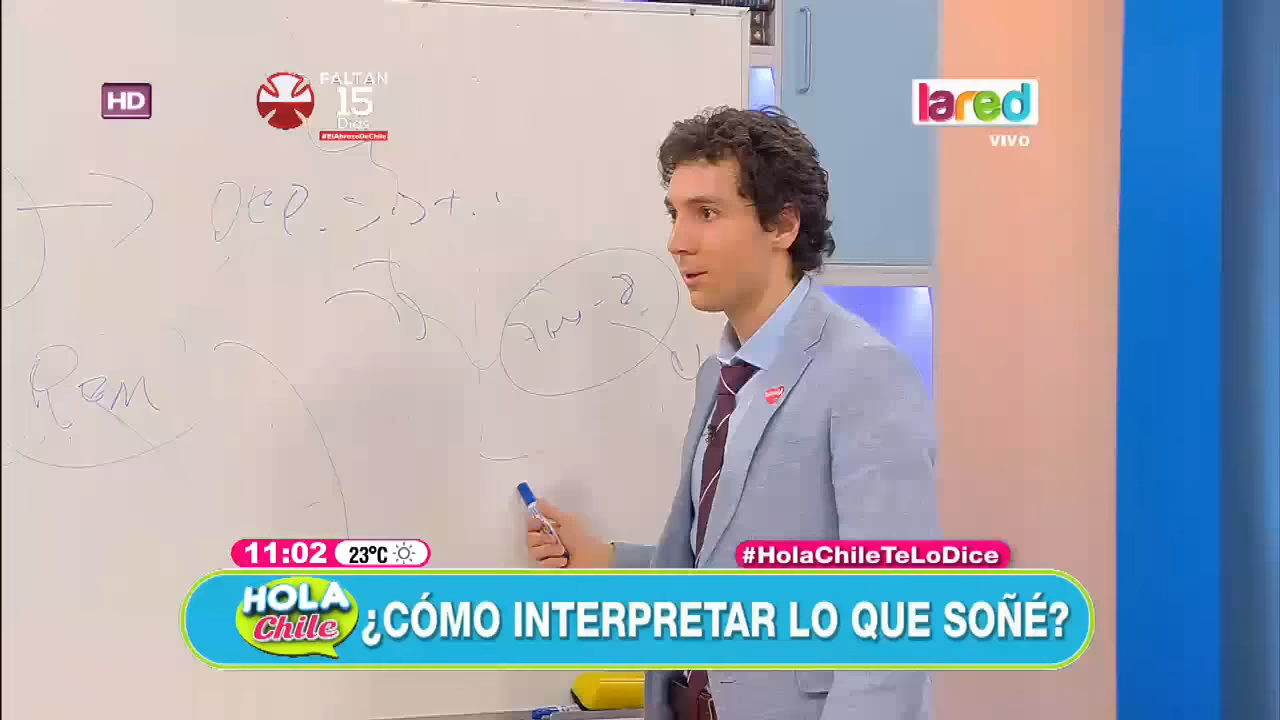 HD
FALTAN
15
Días
#ElAbrazoDeChile
lared
VIVO
REM
11:02 23°C
#HolaChileTeLoDice
HOLA
Chile
¿CÓMO INTERPRETAR LO QUE SOÑÉ?